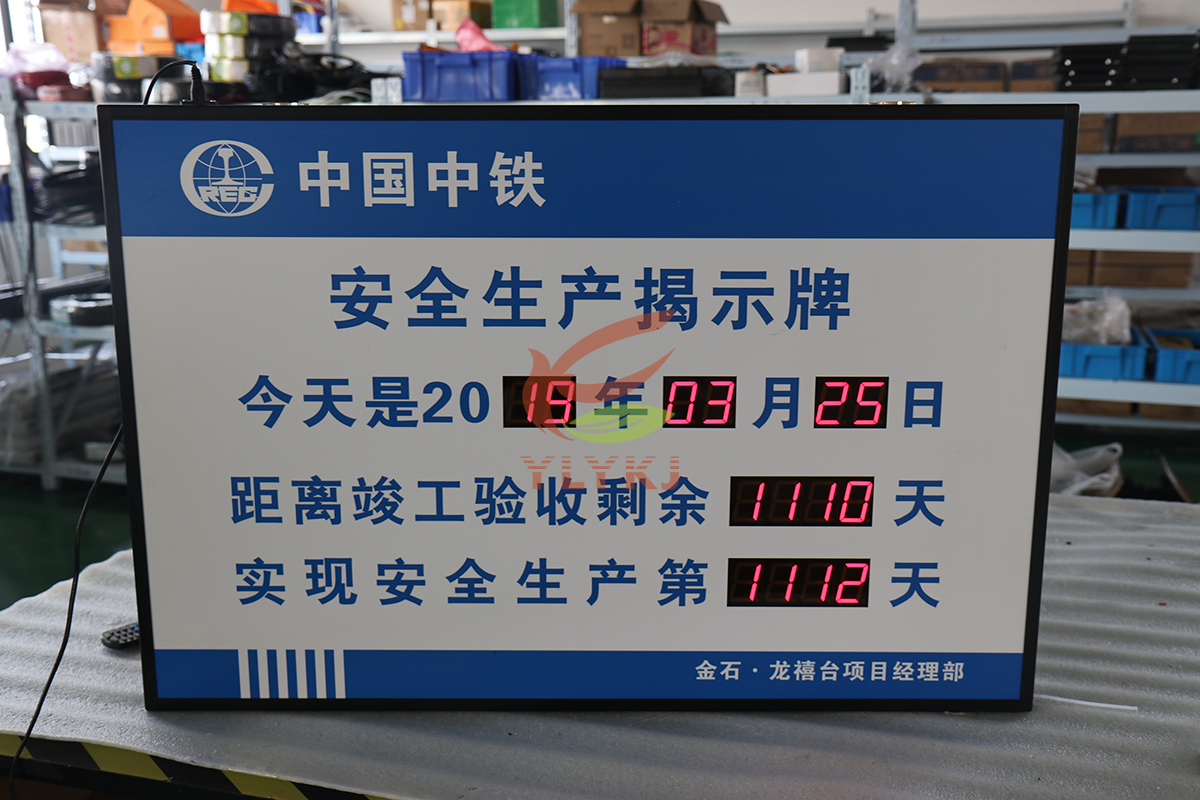 CREC 中国中铁
安全生产揭示牌
今天是2019年03月25日
YLYKJ
距离竣工验收剩余1110天
实现安全生产第1112天
金石·龙禧台项目经理部